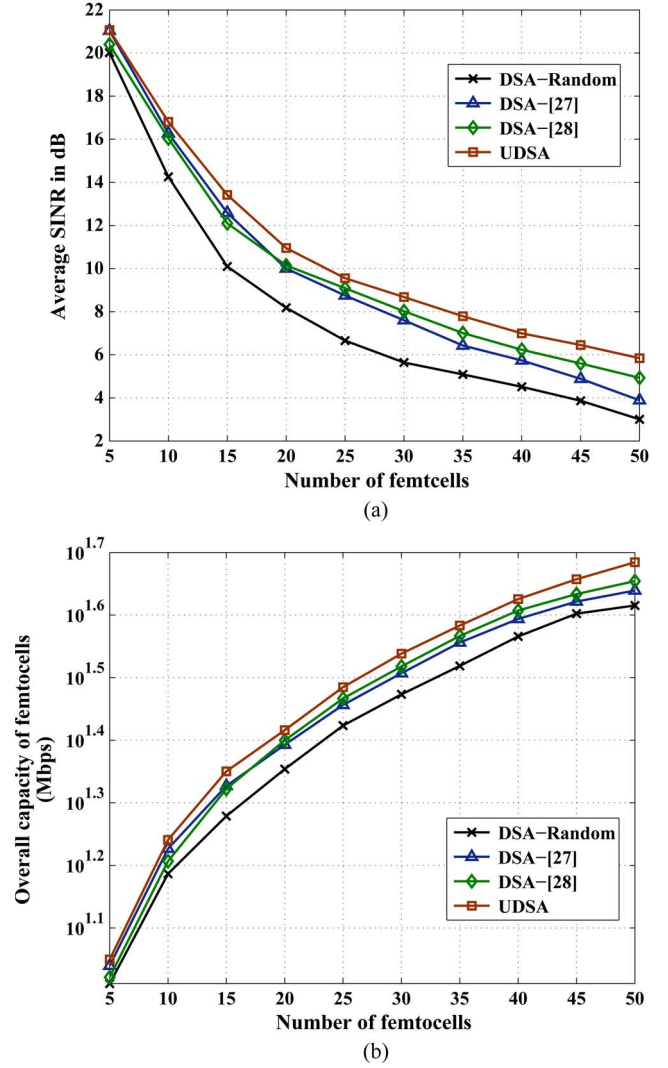 22
20
18
16
14
12
10
8
6
4
2
Average SINR in dB
DSA-Random
DSA-[27]
DSA-[28]
UDSA
5 10 15 20 25 30 35 40 45 50
Number of femtcells
(a)
10^1.7
10^1.6
10^1.5
10^1.4
10^1.3
10^1.2
10^1.1
Overall capacity of femtocells
(Mbps)
DSA-Random
DSA-[27]
DSA-[28]
UDSA
5 10 15 20 25 30 35 40 45 50
Number of femtocells
(b)